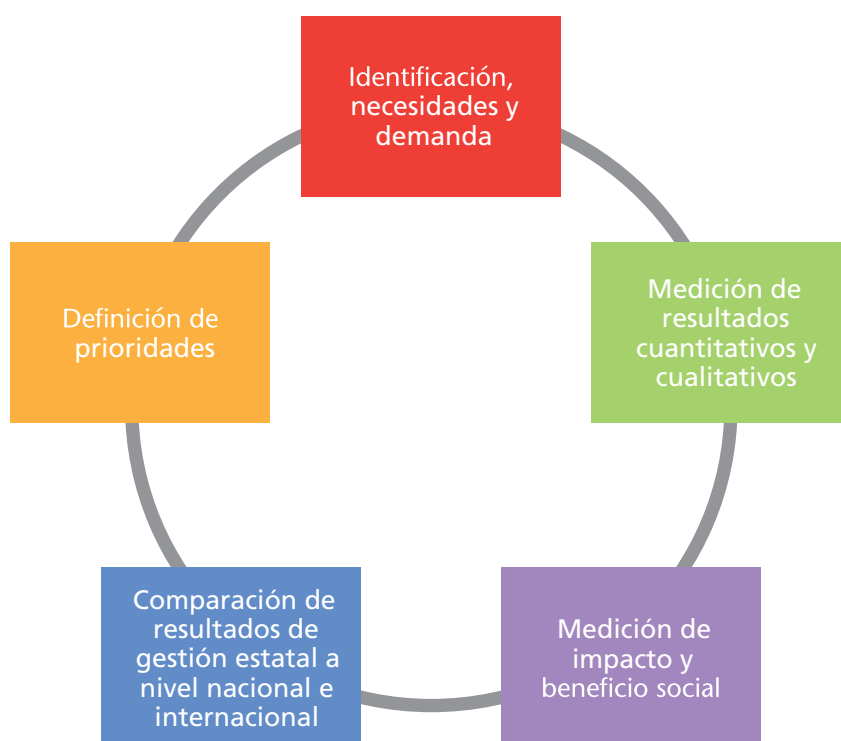 Identificación,
necesidades y
demanda
Medición de
resultados
cuantitativos y
cualitativos
Medición de
impacto y
beneficio social
Comparación de
resultados de
gestión estatal a
nivel nacional e
internacional
Definición de
prioridades